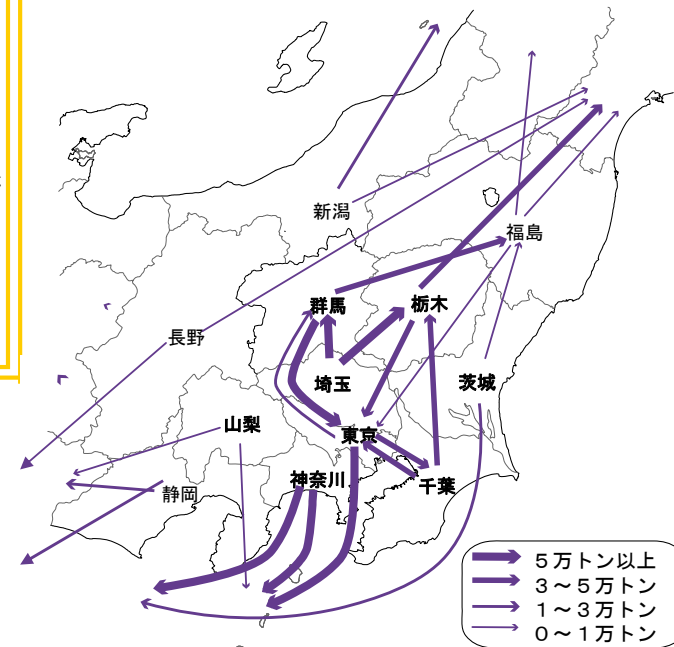 新潟
福島
群馬
栃木
長野
埼玉
茨城
山梨
東京
神奈川
千葉
静岡
5万トン以上
3〜5万トン
1〜3万トン
0〜1万トン